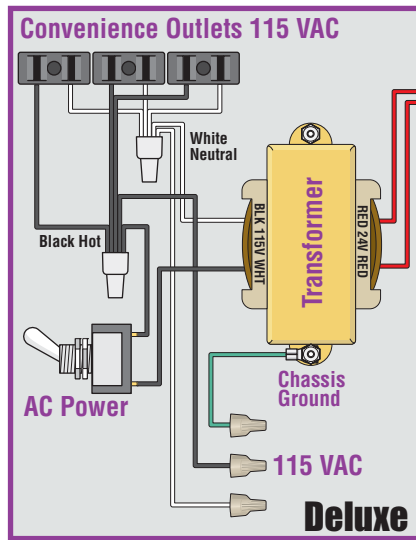 Convenience Outlets 115 VAC
White
Neutral
Black Hot
BLK 115V WHT
Transformer
RED 24V RED
AC Power
Chassis
Ground
115 VAC
Deluxe